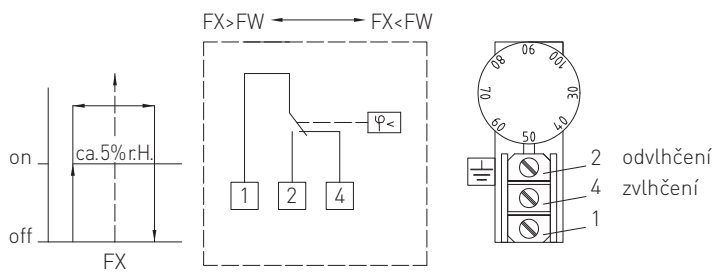 FX>FW FX<FW
on
off
ca.5% r.H.
FX
φ<
1 2 4
80 90 100
70 30
60 50 40
2 odvlhčení
4 zvlhčení
1